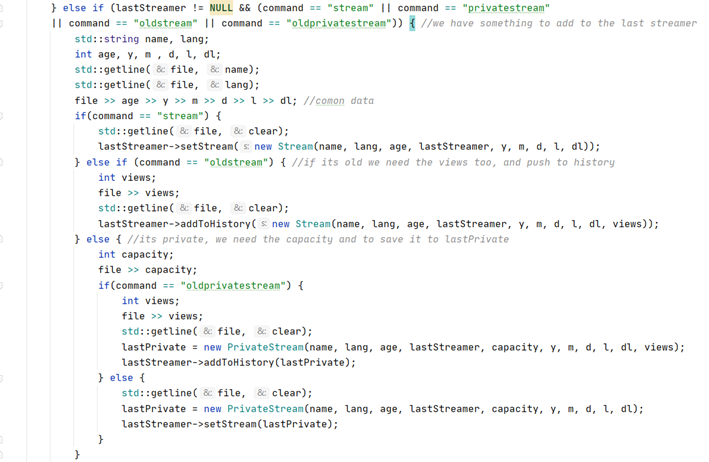 } else if (lastStreamer != NULL && (command == "stream" || command == "privatestream"
|| command == "oldstream" || command == "oldprivatestream")) { //we have something to add to the last streamer
std::string name, lang;
int age, y, m , d, l, dl;
std::getline( &: file, &: name);
std::getline( &: file, &: lang);
file >> age >> y >> m >> d >> l >> dl; //comon data
if(command == "stream") {
std::getline( &: file, &: clear);
lastStreamer->setStream( s: new Stream(name, lang, age, lastStreamer, y, m, d, l, dl));
} else if (command == "oldstream") { //if its old we need the views too, and push to history
int views;
file >> views;
std::getline( &: file, &: clear);
lastStreamer->addToHistory( s: new Stream(name, lang, age, lastStreamer, y, m, d, l, dl, views));
} else { //its private, we need the capacity and to save it to lastPrivate
int capacity;
file >> capacity;
if(command == "oldprivatestream") {
int views;
file >> views;
std::getline( &: file, &: clear);
lastPrivate = new PrivateStream(name, lang, age, lastStreamer, capacity, y, m, d, l, dl, views);
lastStreamer->addToHistory(lastPrivate);
} else {
std::getline( &: file, &: clear);
lastPrivate = new PrivateStream(name, lang, age, lastStreamer, capacity, y, m, d, l, dl);
lastStreamer->setStream(lastPrivate);
}
}